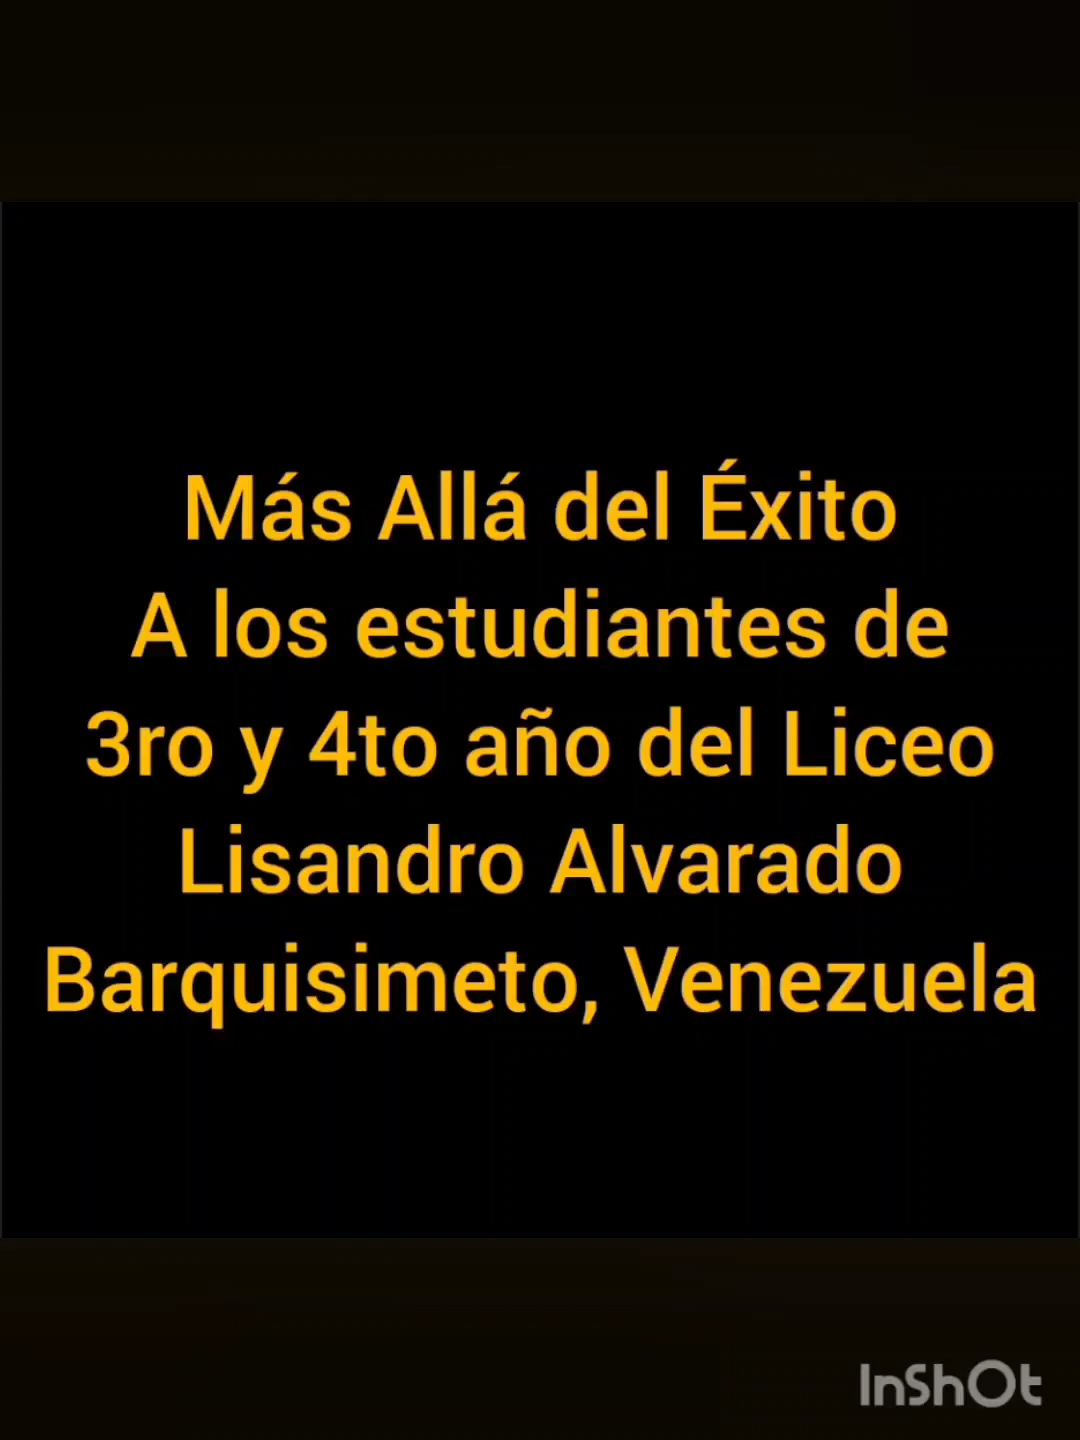 Más Allá del Éxito
A los estudiantes de
3ro y 4to año del Liceo
Lisandro Alvarado
Barquisimeto, Venezuela
InShOt